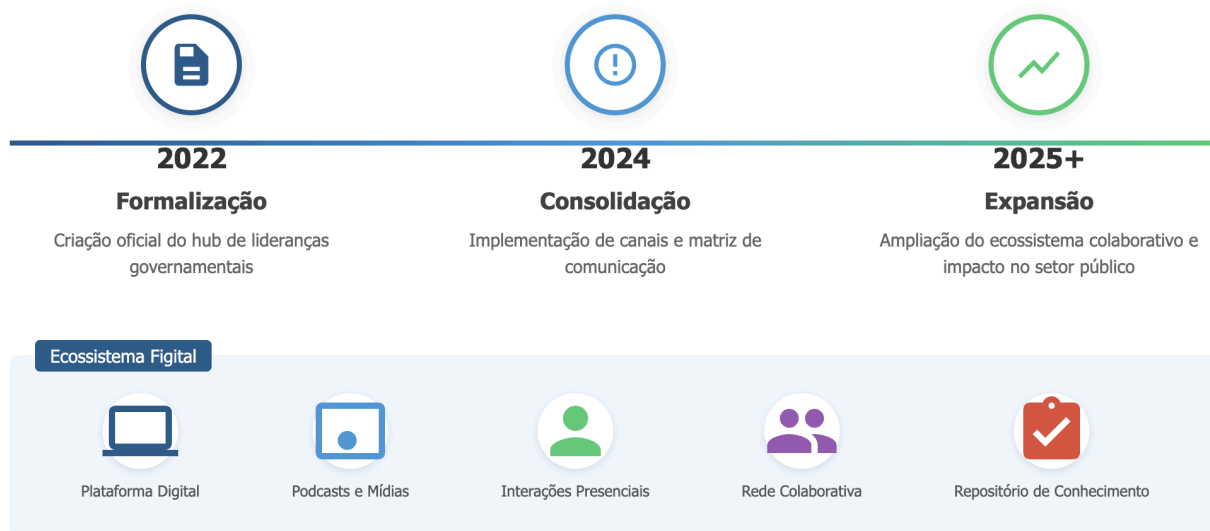 2022
Formalização
Criação oficial do hub de lideranças
governamentais
2024
Consolidação
Implementação de canais e matriz de
comunicação
2025+
Expansão
Ampliação do ecossistema colaborativo e
impacto no setor público
Ecossistema Figital
Plataforma Digital
Podcasts e Mídias
Interações Presenciais
Rede Colaborativa
Repositório de Conhecimento